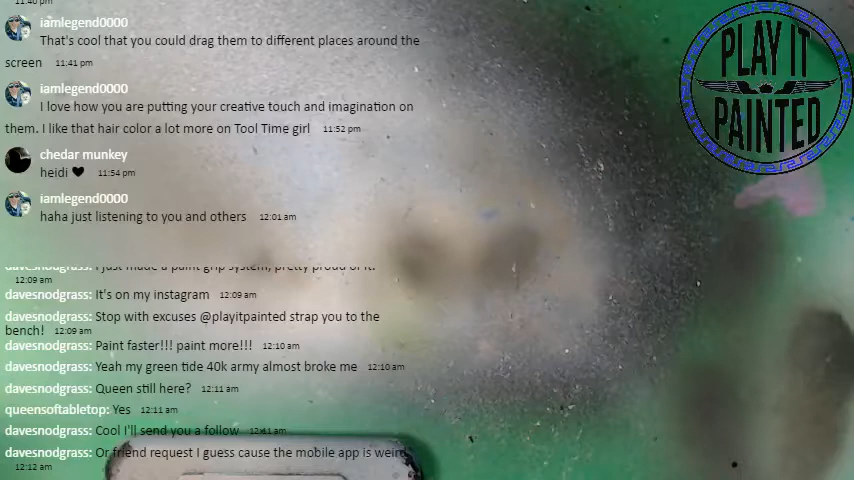 11:40 pm
iamlegend0000
That's cool that you could drag them to different places around the
screen 11:41 pm
iamlegend0000
I love how you are putting your creative touch and imagination on
them. I like that hair color a lot more on Tool Time girl 11:52 pm
chedar munkey
heidi ♥ 11:54 pm
iamlegend0000
haha just listening to you and others 12:01 am
davesnodgrass: I just made a paint grip system, pretty proud of it.
12:09 am
davesnodgrass: It's on my instagram 12:09 am
davesnodgrass: Stop with excuses @playitpainted strap you to the
bench! 12:09 am
davesnodgrass: Paint faster!!! paint more!!! 12:10 am
davesnodgrass: Yeah my green tide 40k army almost broke me 12:10 am
davesnodgrass: Queen still here? 12:11 am
queensoftabletop: Yes 12:11 am
davesnodgrass: Cool I'll send you a follow 12:11 am
davesnodgrass: Or friend request I guess cause the mobile app is weird
12:12 am
PLAY IT
PAINTED